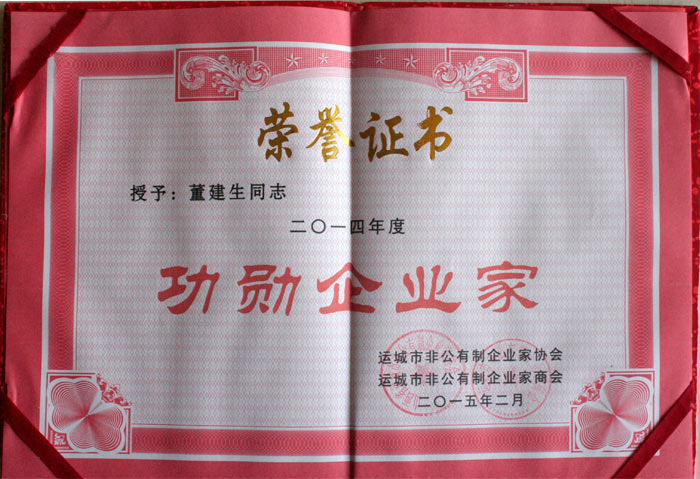 荣誉证书
授予：董建生同志
二〇一四年度
功勋企业家
运城市非公有制企业家协会
运城市非公有制企业家商会
二〇一五年二月